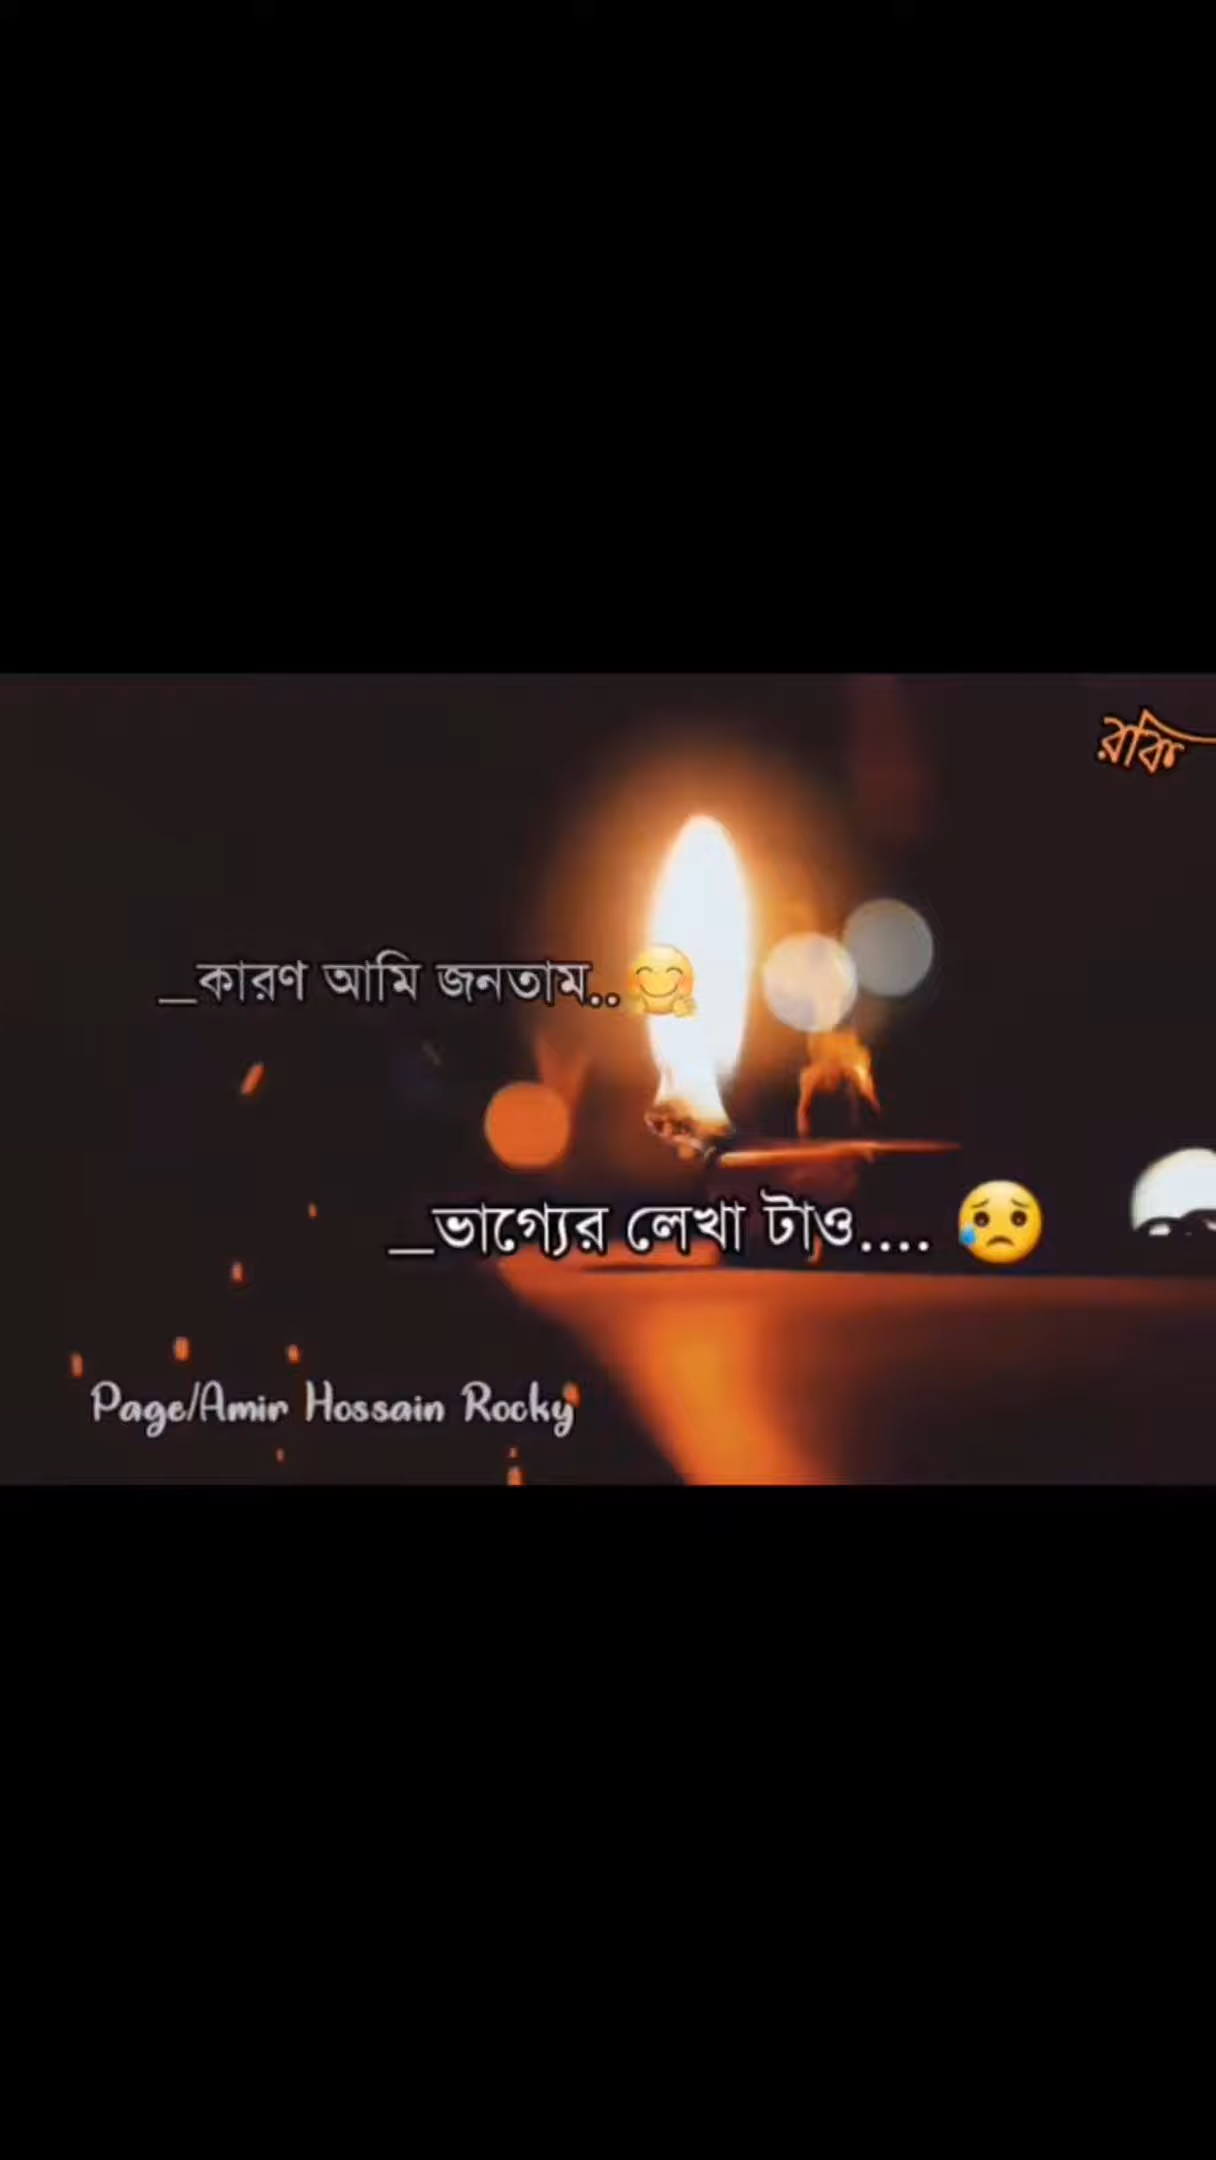 রকি
_কারণ আমি জনতাম..🤗
_ভাগ্যের লেখা টাও.... 😥
Page/Amir Hossain Rocky